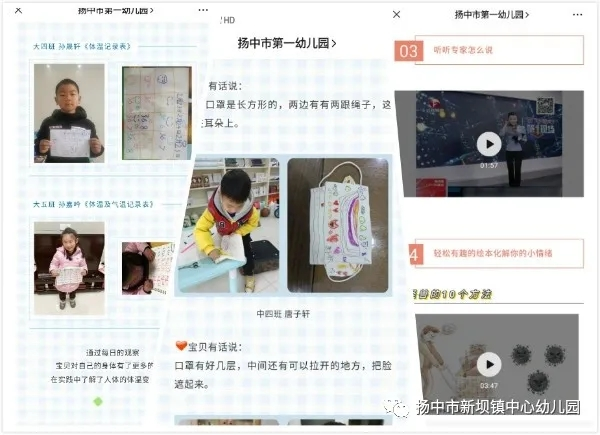 扬中市第一幼儿园
大四班 孙晟轩《体温记录表》
大五班 孙嘉吟《体温及气温记录表》
通过每日的观察
宝贝对自己的身体有了更多的
在实践中了解了人体的体温变
HD
扬中市第一幼儿园
有话说:
口罩是长方形的，两边有有两跟绳子，这
耳朵上。
中四班 唐子轩
宝贝有话说:
口罩有好几层，中间还有可以拉开的地方，把脸
遮起来。
扬中市第一幼儿园
03 听听专家怎么说
01:57
4 轻松有趣的绘本化解你的小情绪
善的10个方法
03:47
扬中市新坝镇中心幼儿园